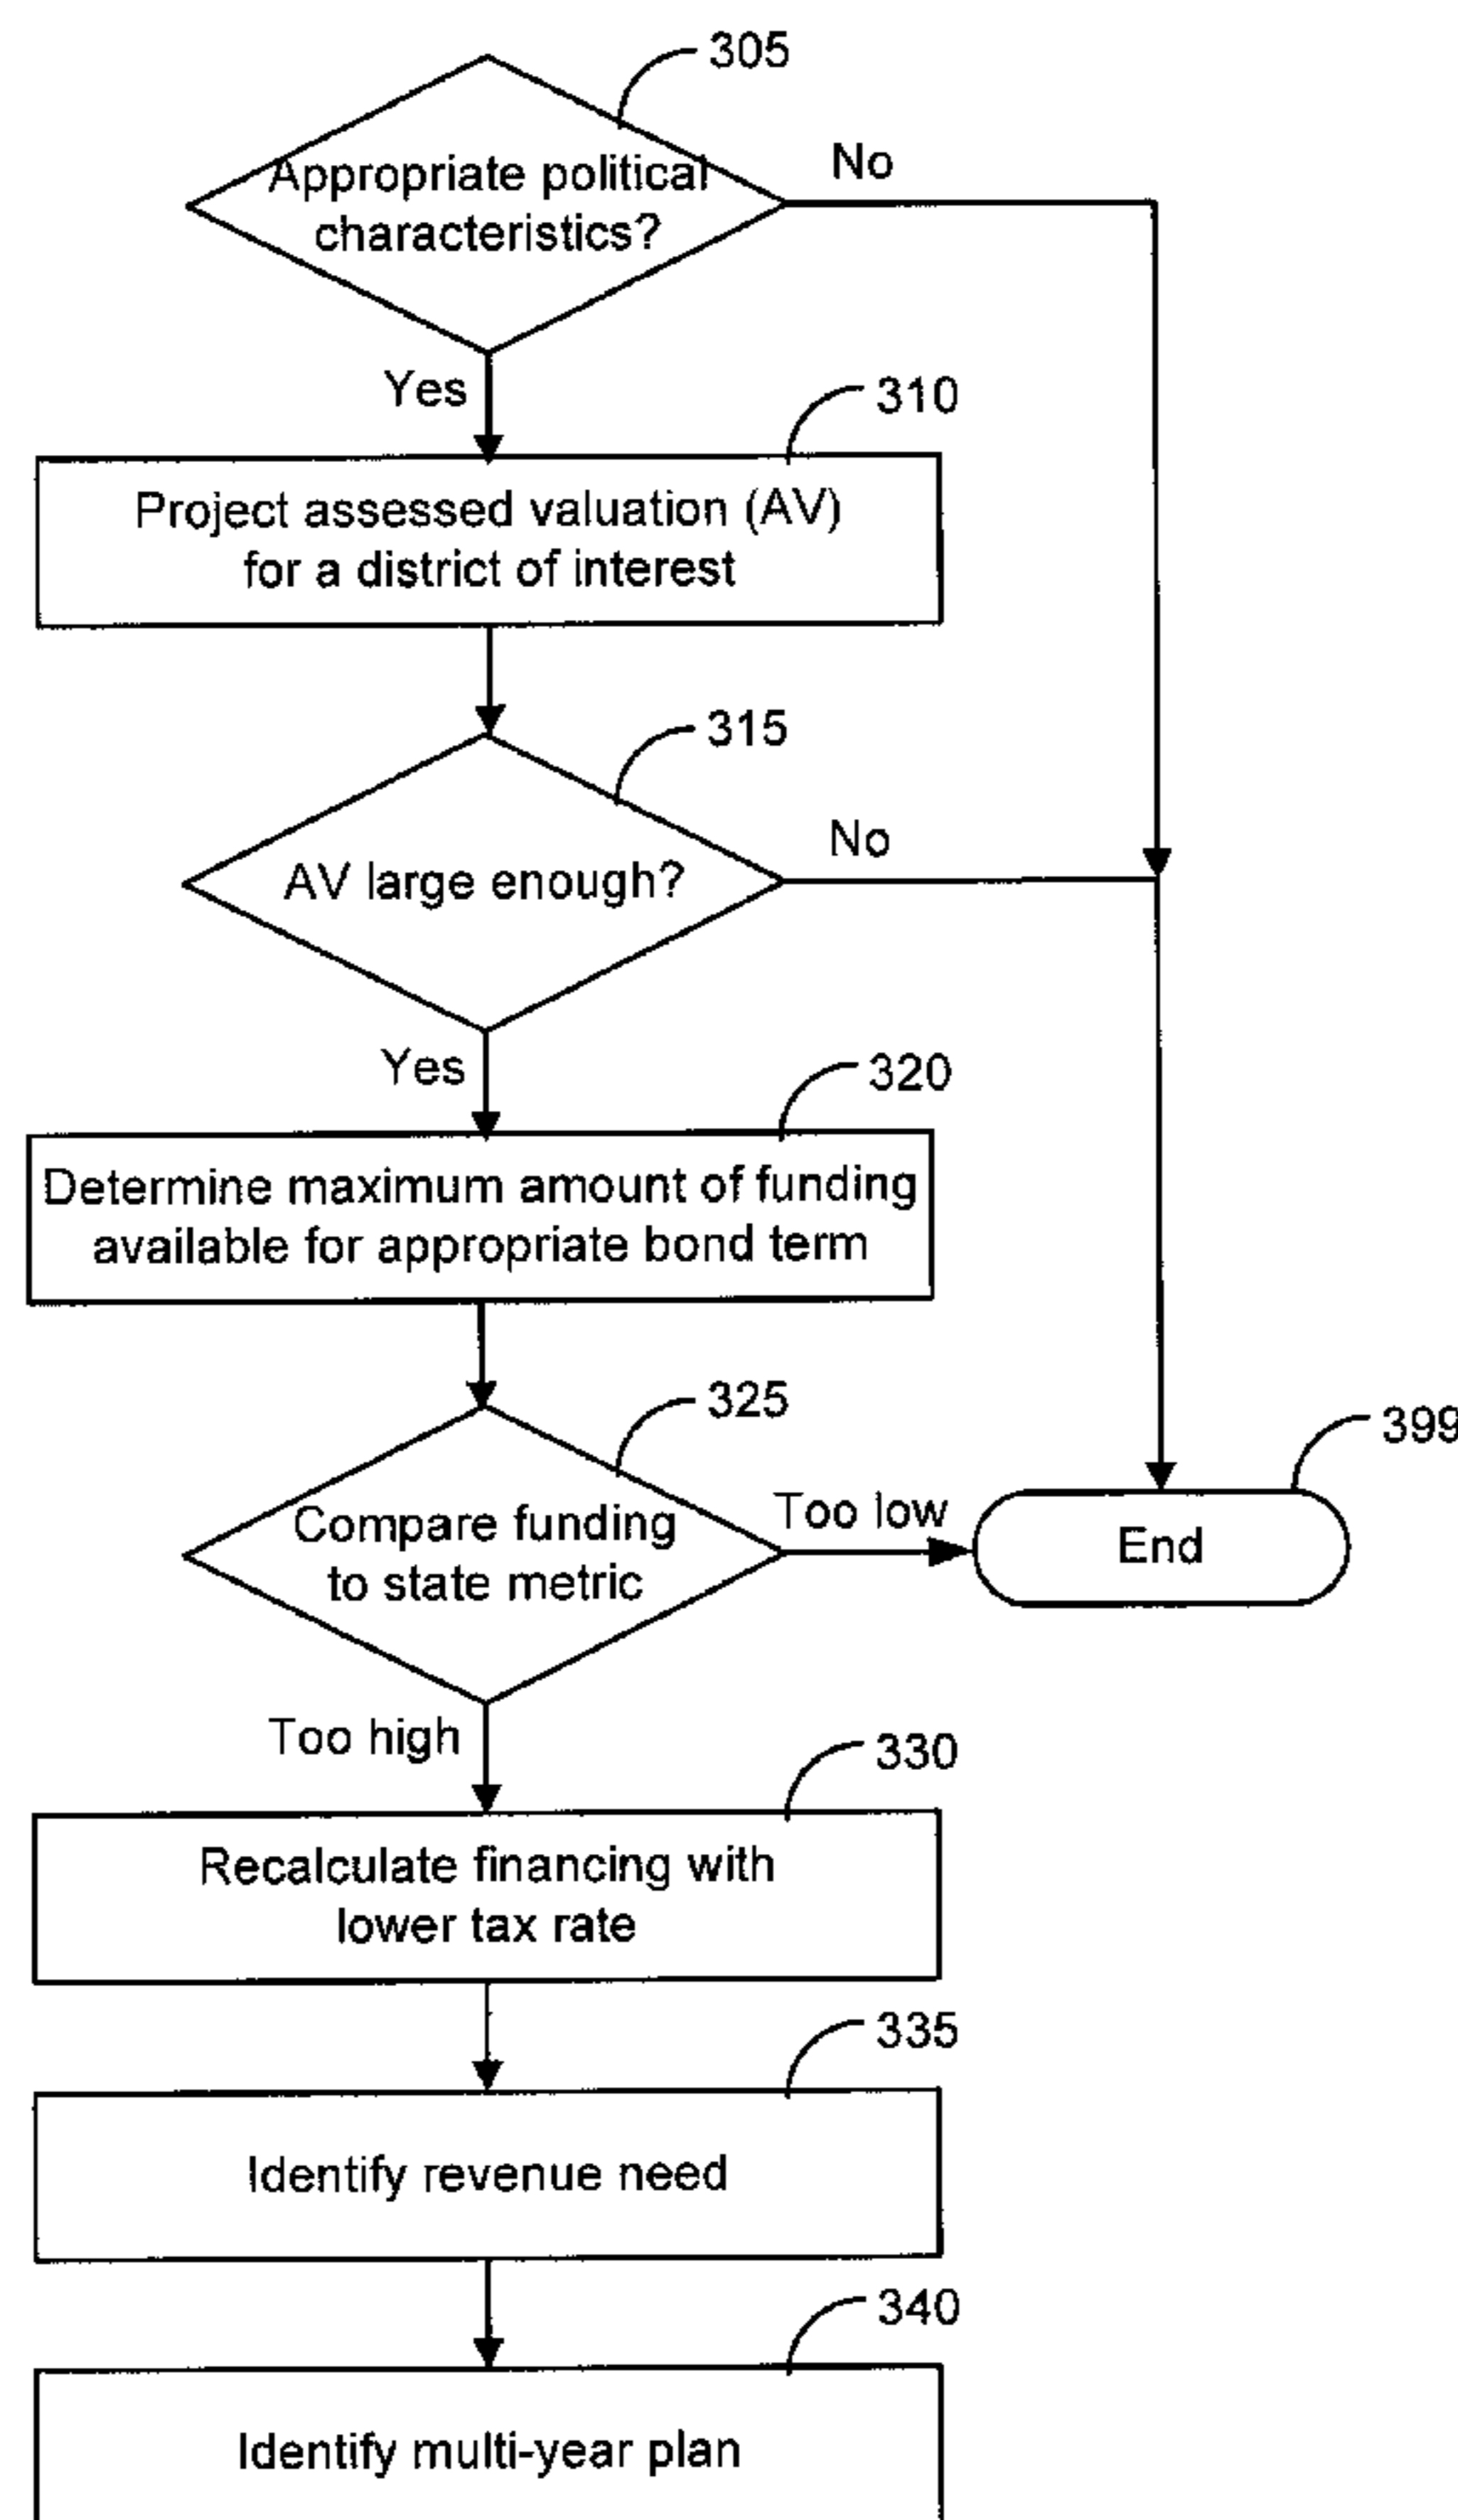 305
Appropriate political
characteristics?
No
Yes
310
Project assessed valuation (AV)
for a district of interest
315
AV large enough?
No
Yes
320
Determine maximum amount of funding
available for appropriate bond term
325
Compare funding
to state metric
Too low
399
End
Too high
330
Recalculate financing with
lower tax rate
335
Identify revenue need
340
Identify multi-year plan